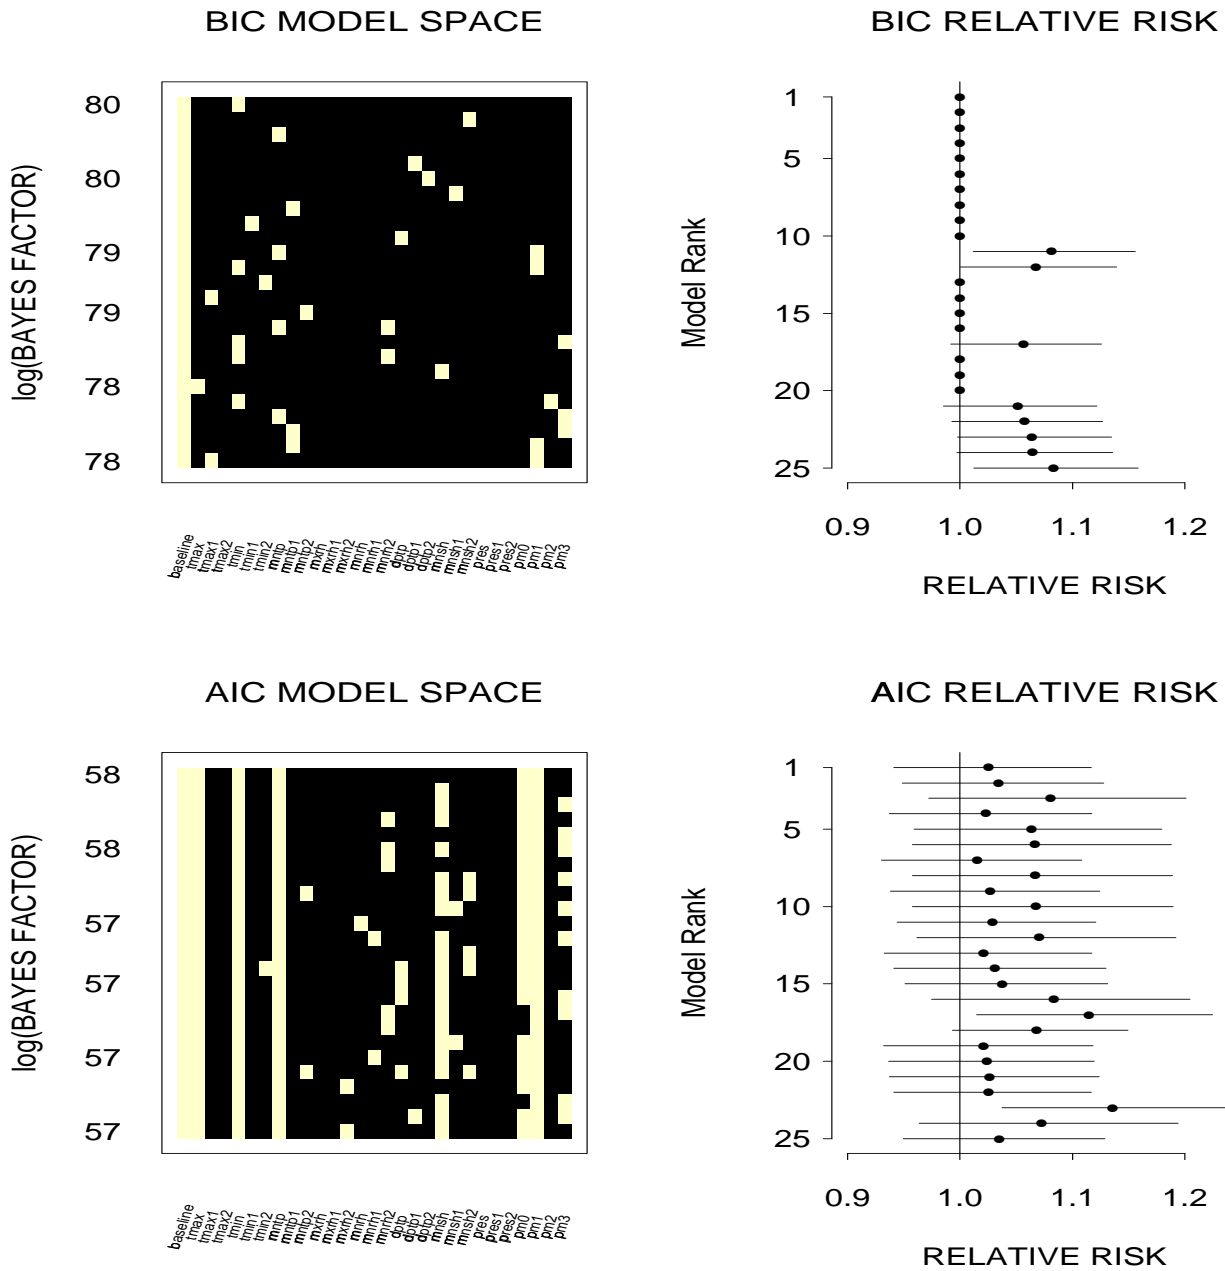 BIC MODEL SPACE
log(BAYES FACTOR)
80
80
79
79
78
78
baseline
tmax
tmax1
tmax2
tmin
tmin1
tmin2
mntp
mntp1
mntp2
mxrh
mxrh1
mxrh2
mnrh
mnrh1
mnrh2
dptp
dptp1
dptp2
mnsh
mnsh1
mnsh2
pres
pres1
pres2
pm0
pm1
pm2
pm3
BIC RELATIVE RISK
Model Rank
1
5
10
15
20
25
0.9 1.0 1.1 1.2
RELATIVE RISK
AIC MODEL SPACE
log(BAYES FACTOR)
58
58
57
57
57
57
baseline
tmax
tmax1
tmax2
tmin
tmin1
tmin2
mntp
mntp1
mntp2
mxrh
mxrh1
mxrh2
mnrh
mnrh1
mnrh2
dptp
dptp1
dptp2
mnsh
mnsh1
mnsh2
pres
pres1
pres2
pm0
pm1
pm2
pm3
AIC RELATIVE RISK
Model Rank
1
5
10
15
20
25
0.9 1.0 1.1 1.2
RELATIVE RISK